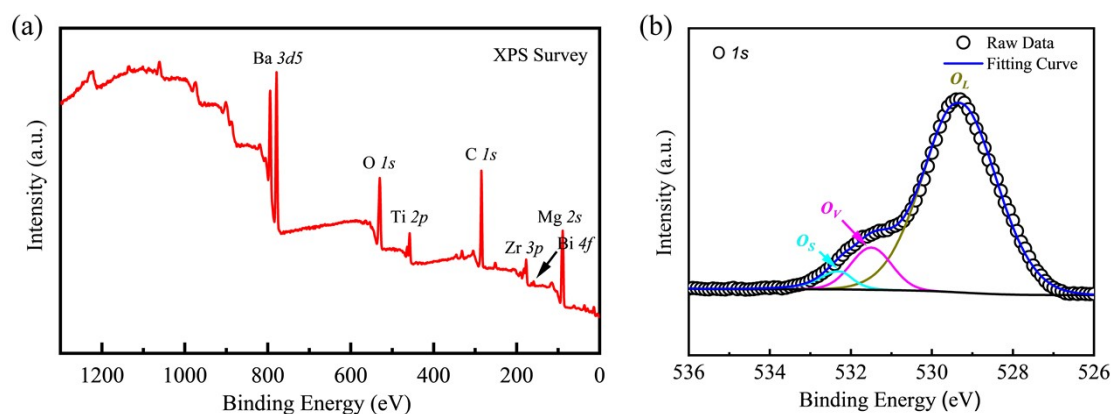 (a)
XPS Survey
Ba 3d5
O 1s
C 1s
Ti 2p
Mg 2s
Zr 3p
Bi 4f
Intensity (a.u.)
1200 1000 800 600 400 200 0
Binding Energy (eV)
(b)
O 1s
Raw Data
Fitting Curve
O_L
O_V
O_S
Intensity (a.u.)
536 534 532 530 528 526
Binding Energy (eV)